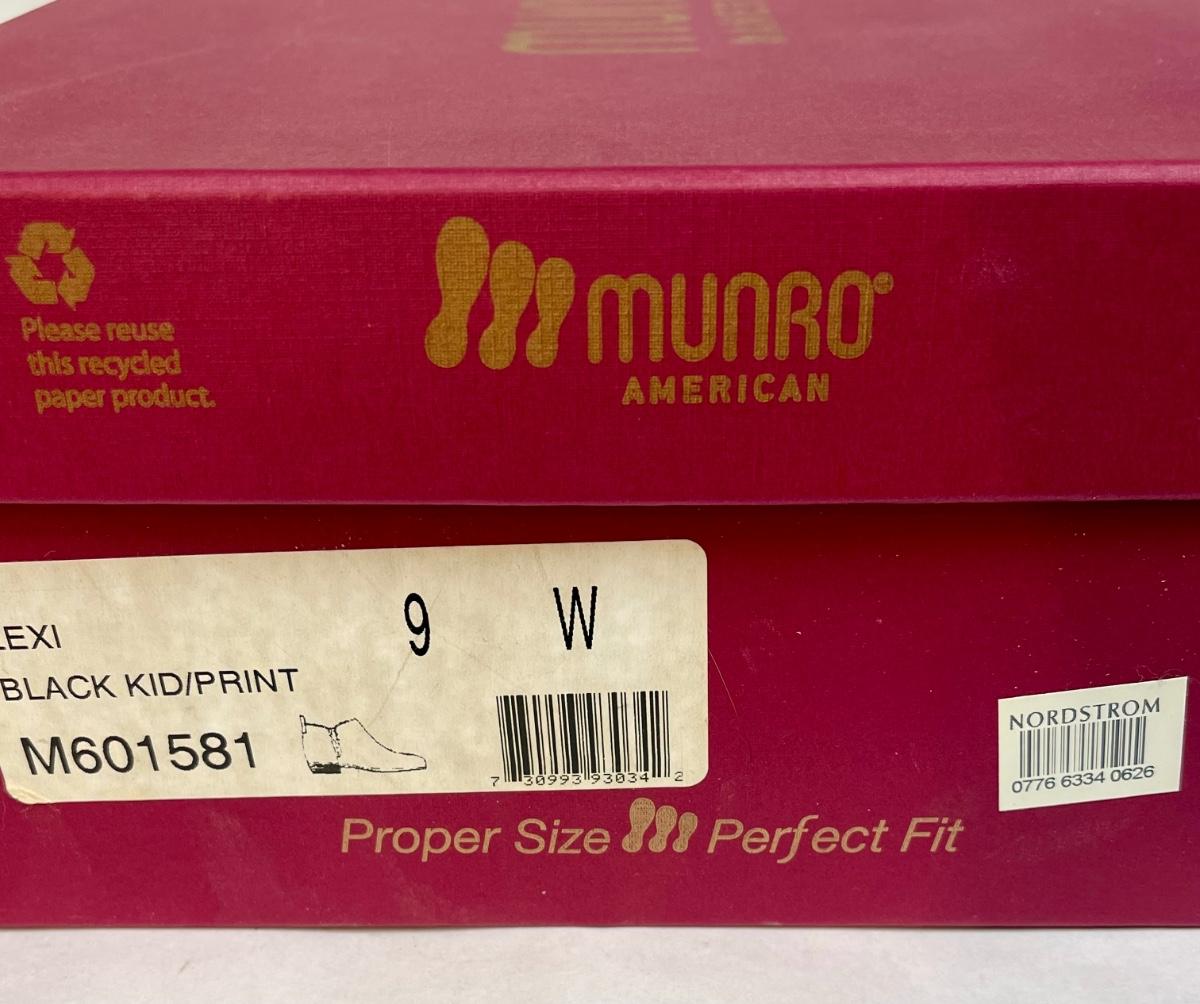 Please reuse
this recycled
paper product.
MUNRO®
AMERICAN
LEXI
9 W
BLACK KID/PRINT
M601581
7 30993 93034 2
NORDSTROM
0776 6334 0626
Proper Size Perfect Fit